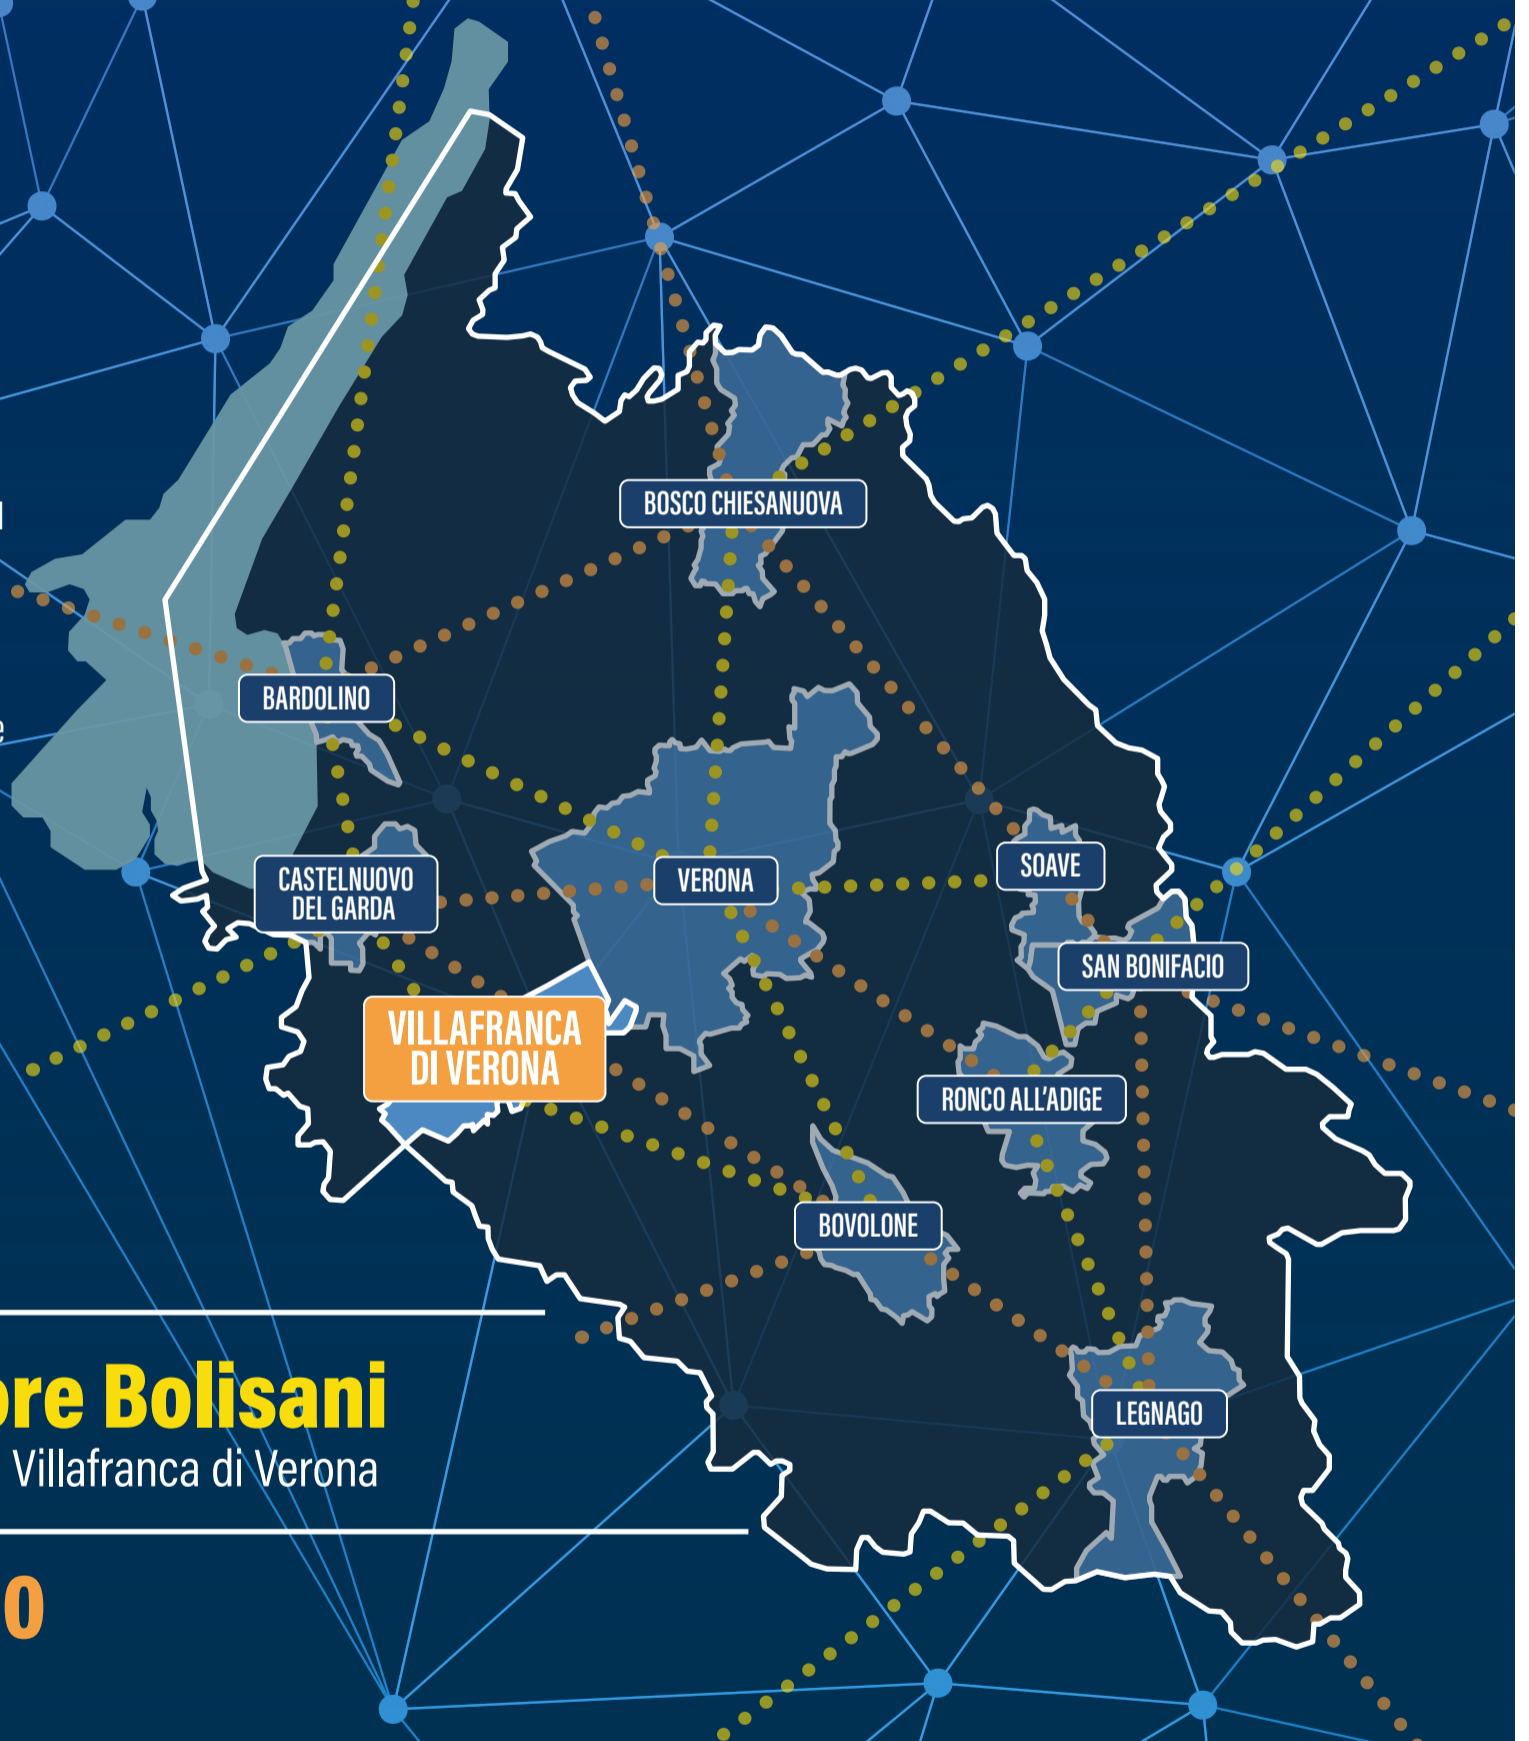 BOSCO CHIESANUOVA
BARDOLINO
CASTELNUOVO
DEL GARDA
VERONA
SOAVE
SAN BONIFACIO
VILLAFRANCA
DI VERONA
RONCO ALL'ADIGE
BOVOLONE
LEGNAGO
ore Bolisani
Villafranca di Verona
0